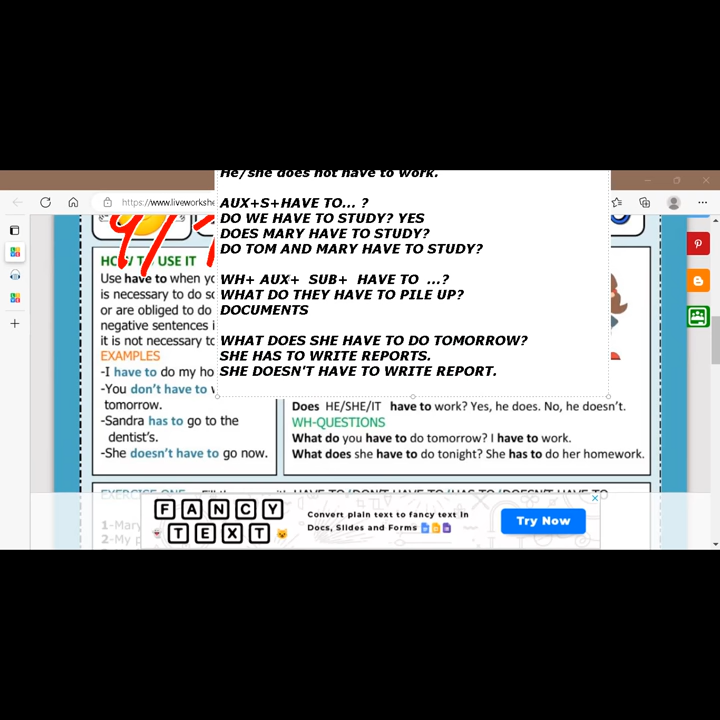 He/she does not have to work.
https://www.liveworkshe
AUX+S+HAVE TO... ?
DO WE HAVE TO STUDY? YES
DOES MARY HAVE TO STUDY?
DO TOM AND MARY HAVE TO STUDY?
WH+ AUX+ SUB+ HAVE TO ...?
WHAT DO THEY HAVE TO PILE UP?
DOCUMENTS
WHAT DOES SHE HAVE TO DO TOMORROW?
SHE HAS TO WRITE REPORTS.
SHE DOESN'T HAVE TO WRITE REPORT.
HOW TO USE IT
Use have to when
is necessary to do
or are obliged to do
negative sentences
it is not necessary to
EXAMPLES
-I have to do my
-You don't have to
tomorrow.
-Sandra has to go to the
dentist's.
-She doesn't have to go now.
Does HE/SHE/IT have to work? Yes, he does. No, he doesn't.
WH-QUESTIONS
What do you have to do tomorrow? I have to work.
What does she have to do tonight? She has to do her homework.
EXERCISE ONE
1-Mary
2-My
FANCY
TEXT
Convert plain text to fancy text in
Docs, Slides and Forms
Try Now